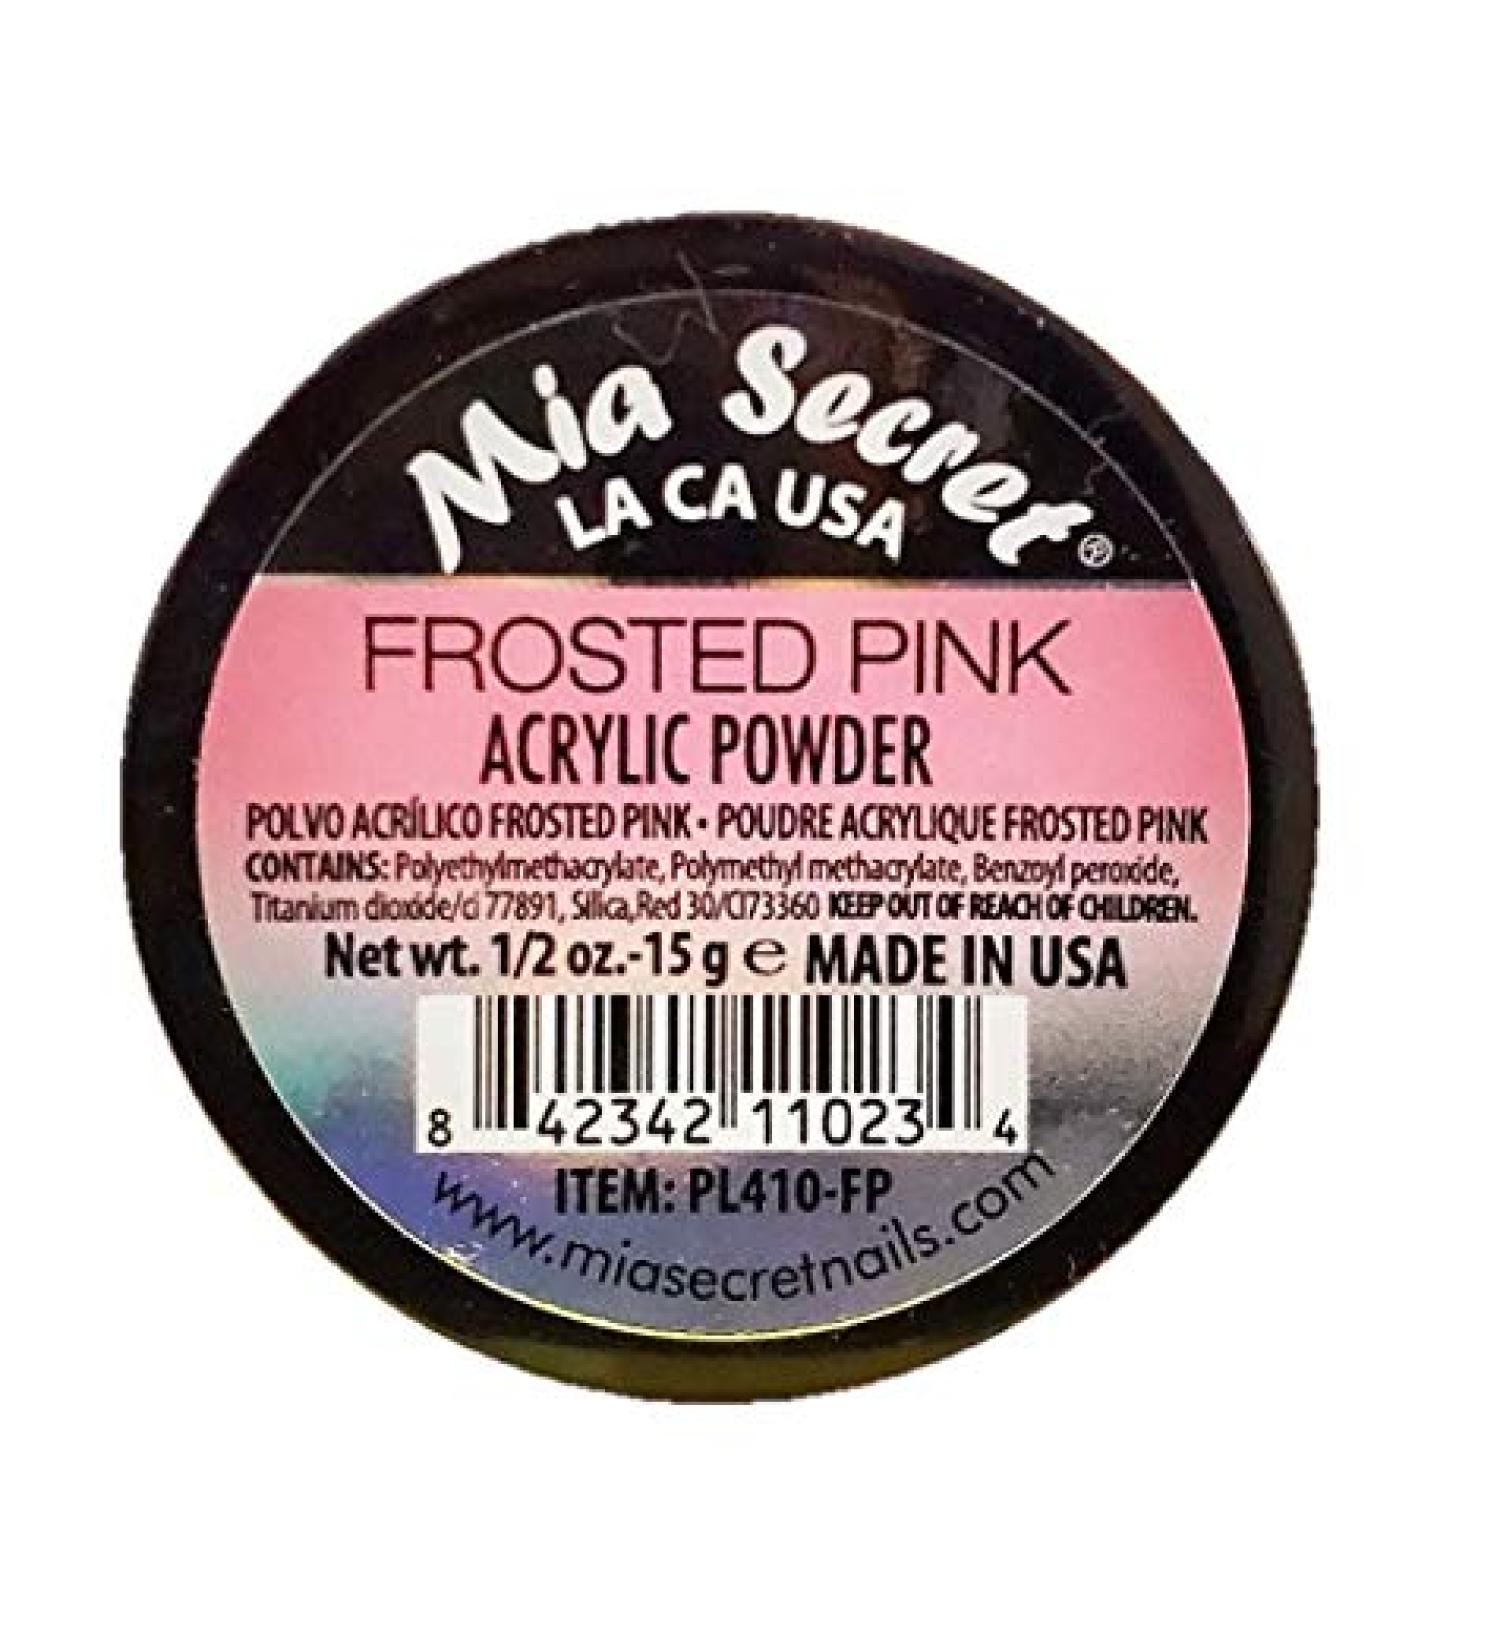 Mia Secret®
LA CA USA
FROSTED PINK
ACRYLIC POWDER
POLVO ACRÍLICO FROSTED PINK • POUDRE ACRYLIQUE FROSTED PINK
CONTAINS: Polyethylmethacrylate, Polymethyl methacrylate, Benzoyl peroxide,
Titanium dioxide/ci 77891, Silica, Red 30/CI73360 KEEP OUT OF REACH OF CHILDREN.
Net wt. 1/2 oz.-15 g ℮ MADE IN USA
8 42342 11023 4
ITEM: PL410-FP
www.miasecretnails.com